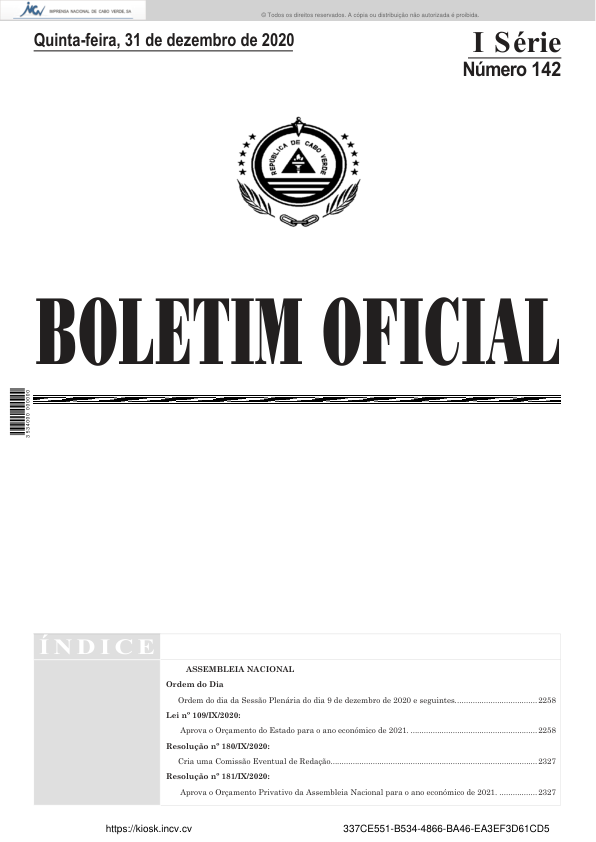 INCV IMPRENSA NACIONAL DE CABO VERDE, SA
© Todos os direitos reservados. A cópia ou distribuição não autorizada é proibida.
Quinta-feira, 31 de dezembro de 2020
I Série
Número 142
REPÚBLICA DE CABO VERDE
BOLETIM OFICIAL
ÍNDICE
ASSEMBLEIA NACIONAL
Ordem do Dia
Ordem do dia da Sessão Plenária do dia 9 de dezembro de 2020 e seguintes. 2258
Lei nº 109/IX/2020:
Aprova o Orçamento do Estado para o ano económico de 2021. 2258
Resolução nº 180/IX/2020:
Cria uma Comissão Eventual de Redação. 2327
Resolução nº 181/IX/2020:
Aprova o Orçamento Privativo da Assembleia Nacional para o ano económico de 2021. 2327
https://kiosk.incv.cv 337CE551-B534-4866-BA46-EA3EF3D61CD5